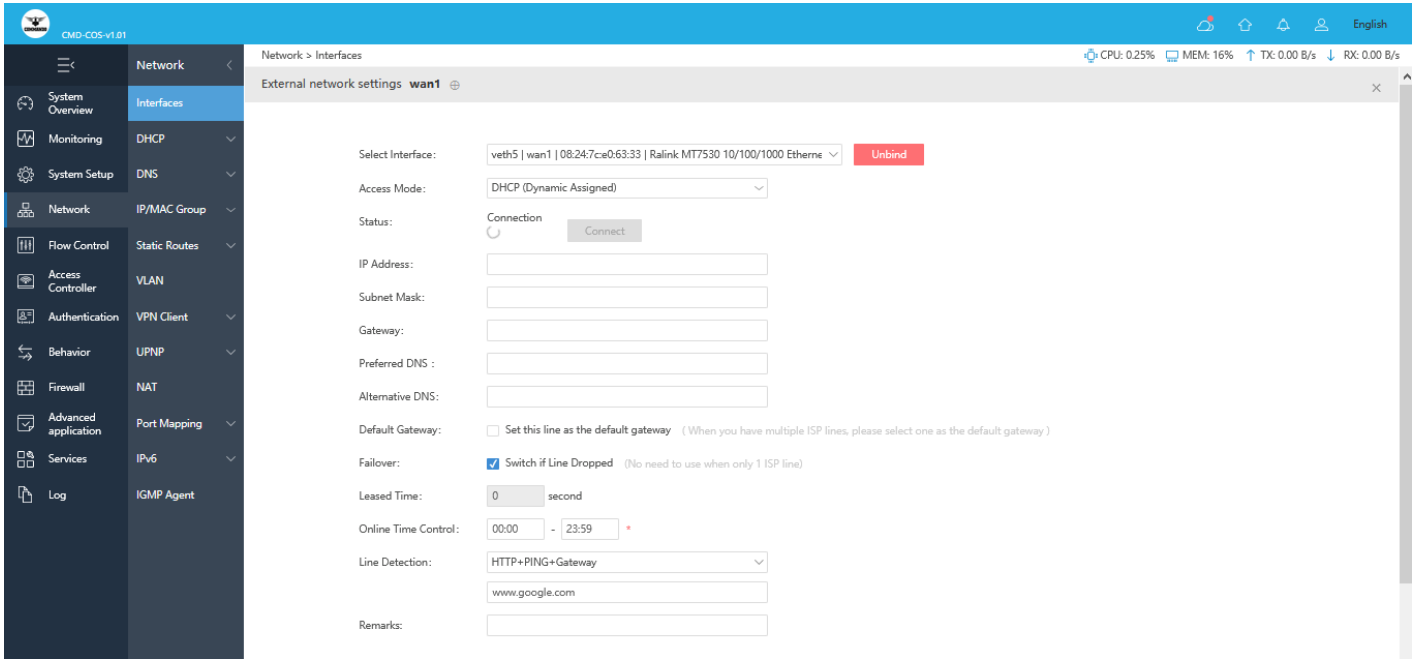 COMMANDO
CMD-COS-v1.01
English
Network
Network > Interfaces
CPU: 0.25% MEM: 16% TX: 0.00 B/s RX: 0.00 B/s
External network settings wan1
System Overview
Monitoring
System Setup
Network
Flow Control
Access Controller
Authentication
Behavior
Firewall
Advanced application
Services
Log
Interfaces
DHCP
DNS
IP/MAC Group
Static Routes
VLAN
VPN Client
UPNP
NAT
Port Mapping
IPv6
IGMP Agent
Select Interface: veth5 | wan1 | 08:24:7c:e0:63:33 | Ralink MT7530 10/100/1000 Etherne Unbind
Access Mode: DHCP (Dynamic Assigned)
Status: Connection
Connect
IP Address:
Subnet Mask:
Gateway:
Preferred DNS :
Alternative DNS:
Default Gateway: Set this line as the default gateway ( When you have multiple ISP lines, please select one as the default gateway )
Failover: Switch if Line Dropped (No need to use when only 1 ISP line)
Leased Time: 0 second
Online Time Control: 00:00 - 23:59 *
Line Detection: HTTP+PING+Gateway
www.google.com
Remarks: